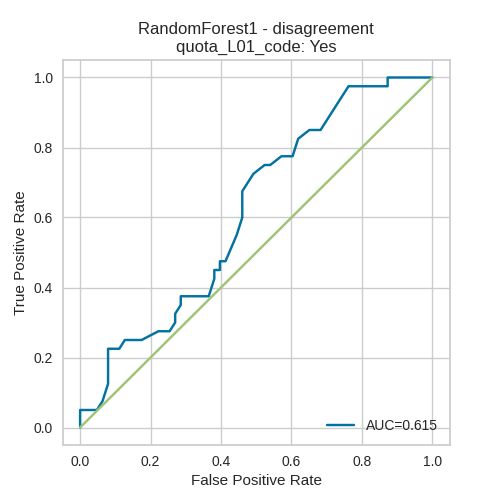 RandomForest1 - disagreement
quota_L01_code: Yes
True Positive Rate
1.0
0.8
0.6
0.4
0.2
0.0
AUC=0.615
0.0 0.2 0.4 0.6 0.8 1.0
False Positive Rate